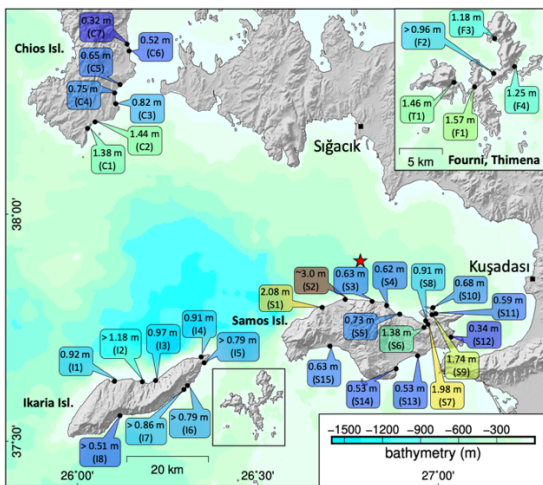 0.32 m
(C7)
Chios Isl.
0.52 m
(C6)
0.65 m
(C5)
0.75 m
(C4)
0.82 m
(C3)
1.44 m
(C2)
1.38 m
(C1)
Sığacık
1.18 m
(F3)
> 0.96 m
(F2)
1.25 m
(F4)
1.46 m
(T1)
1.57 m
(F1)
5 km
Fourni, Thimena
38°00'
Kuşadası
~3.0 m
(S2)
0.63 m
(S3)
0.62 m
(S4)
0.91 m
(S8)
0.68 m
(S10)
2.08 m
(S1)
Samos Isl.
0.73 m
(S5)
0.59 m
(S11)
1.38 m
(S6)
0.34 m
(S12)
1.74 m
(S9)
0.63 m
(S15)
0.53 m
(S14)
0.53 m
(S13)
1.98 m
(S7)
0.91 m
(I4)
0.97 m
(I3)
> 1.18 m
(I2)
0.92 m
(I1)
> 0.79 m
(I5)
Ikaria Isl.
> 0.79 m
(I6)
> 0.86 m
(I7)
> 0.51 m
(I8)
37°30'
20 km
-1500 -1200 -900 -600 -300
bathymetry (m)
26°00' 26°30' 27°00'